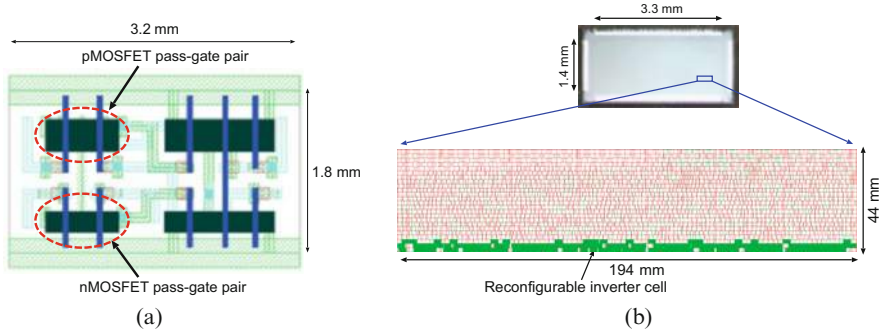 3.2 mm
pMOSFET pass-gate pair
1.8 mm
nMOSFET pass-gate pair
(a)
3.3 mm
1.4 mm
44 mm
194 mm
Reconfigurable inverter cell
(b)